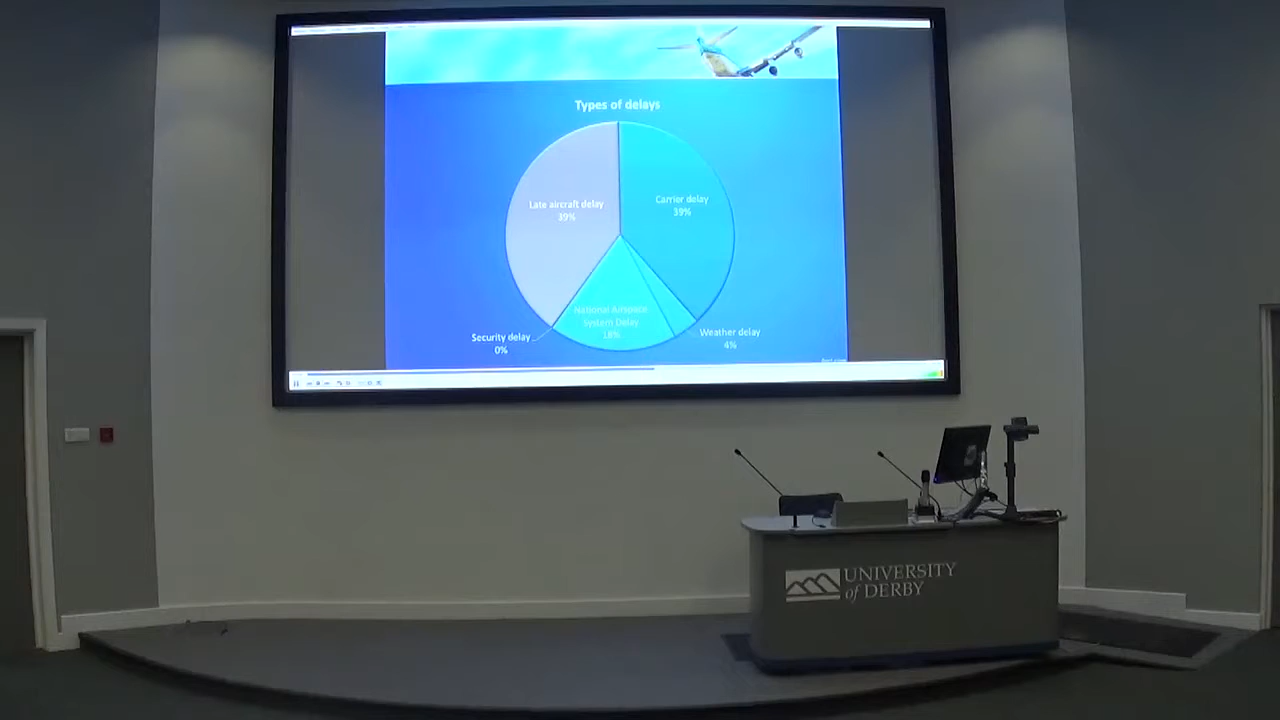 Types of delays
Late aircraft delay
39%
Carrier delay
39%
National Airspace
System Delay
18%
Security delay
0%
Weather delay
4%
UNIVERSITY
of DERBY